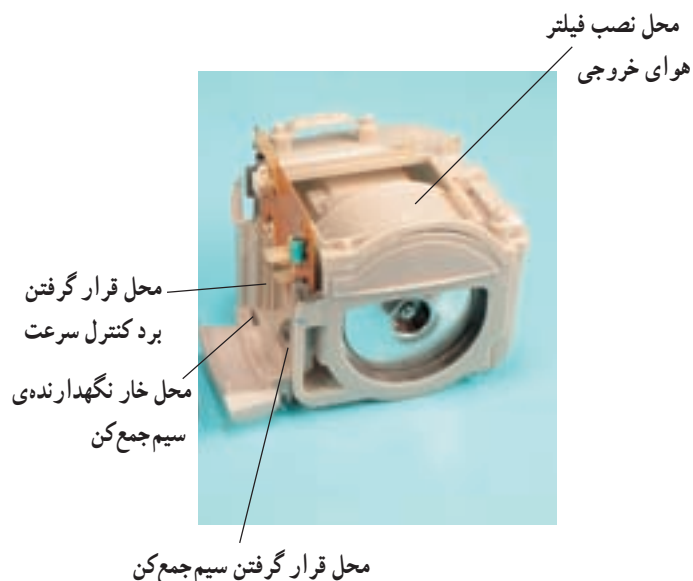 محل نصب فیلتر
هوای خروجی
محل قرار گرفتن
برد کنترل سرعت
محل خار نگهدارنده‌ی
سیم‌جمع‌کن
محل قرار گرفتن سیم‌جمع‌کن